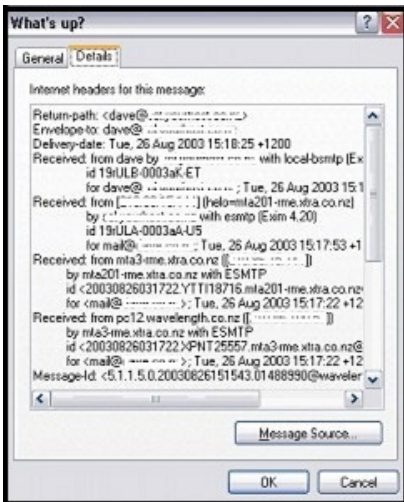 What's up?
General Details
Internet headers for this message:
Return-path: <dave@
Envelope-to: dave@
Delivery-date: Tue, 26 Aug 2003 15:18:25 +1200
Received: from dave by with local-bsmtp (Ex
id 19rULB-0003aK-ET
for dave@ ; Tue, 26 Aug 2003 15:1
Received: from [ ] (helo=mta201-rme.xtra.co.nz)
by with esmtp (Exim 4.20)
id 19rULA-0003aA-U5
for mail@ ; Tue, 26 Aug 2003 15:17:53 +1
Received: from mta3-rme.xtra.co.nz ([ ])
by mta201-rme.xtra.co.nz with ESMTP
id <20030826031722.YTTI18716.mta201-rme.xtra.co.nz
for <mail@ >; Tue, 26 Aug 2003 15:17:22 +12
Received: from pc12.wavelength.co.nz ([ ])
by mta3-rme.xtra.co.nz with ESMTP
id <20030826031722.XPNT25557.mta3-rme.xtra.co.nz@
for <mail@ >; Tue, 26 Aug 2003 15:17:22 +12
Message-Id: <5.1.1.5.0.20030826151543.01488990@waveler
Message Source...
OK Cancel